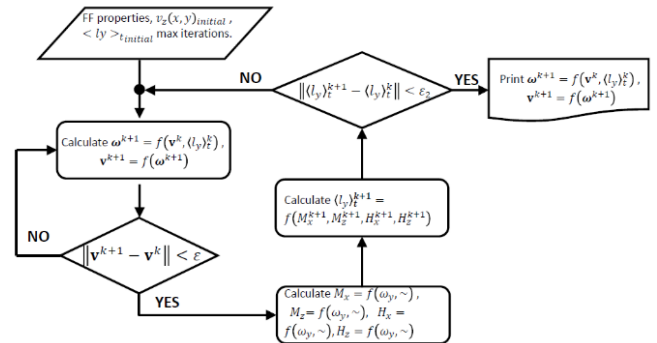 FF properties, v_z(x, y)_{initial} ,
< ly >_{t_{initial}} max iterations.
NO
‖⟨l_y⟩_t^{k+1} − ⟨l_y⟩_t^k‖ < ε_2
YES
Print ω^{k+1} = f(v^k, ⟨l_y⟩_t^k) ,
v^{k+1} = f(ω^{k+1})
Calculate ω^{k+1} = f(v^k, ⟨l_y⟩_t^k) ,
v^{k+1} = f(ω^{k+1})
Calculate ⟨l_y⟩_t^{k+1} =
f(M_x^{k+1}, M_z^{k+1}, H_x^{k+1}, H_z^{k+1})
NO
‖v^{k+1} − v^k‖ < ε
YES
Calculate M_x = f(ω_y, ~) ,
M_z= f(ω_y, ~), H_x =
f(ω_y, ~), H_z = f(ω_y, ~)